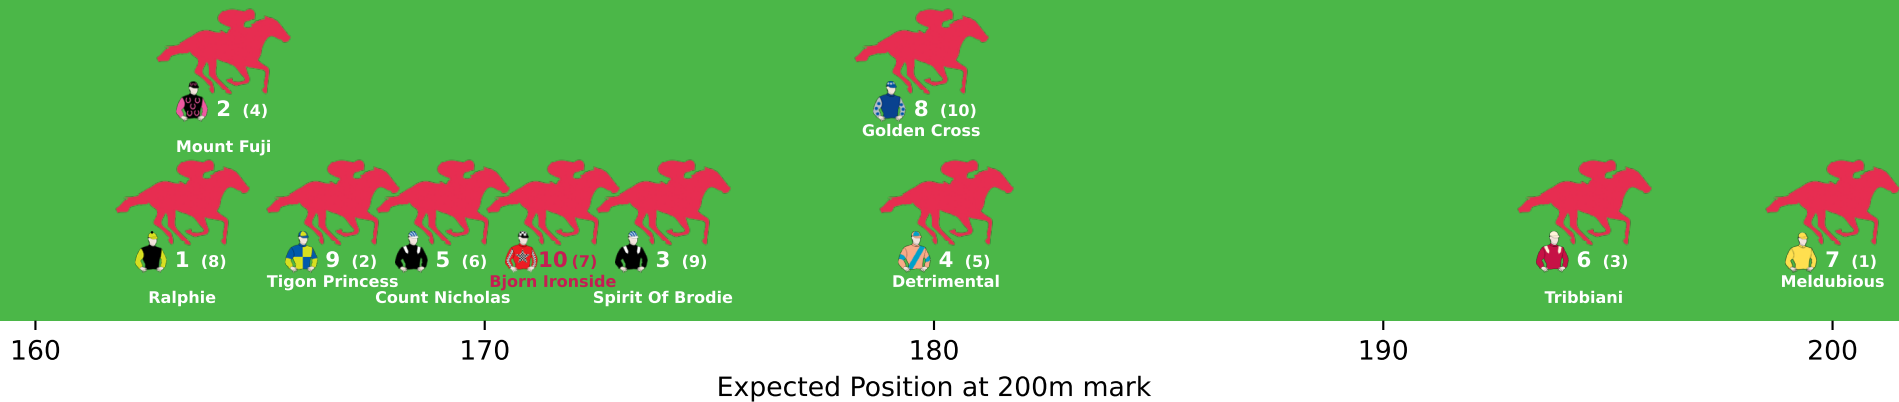 2 (4)
Mount Fuji
8 (10)
Golden Cross
1 (8)
Ralphie
9 (2)
Tigon Princess
5 (6)
Count Nicholas
10 (7)
Bjorn Ironside
3 (9)
Spirit Of Brodie
4 (5)
Detrimental
6 (3)
Tribbiani
7 (1)
Meldubious
160 170 180 190 200
Expected Position at 200m mark